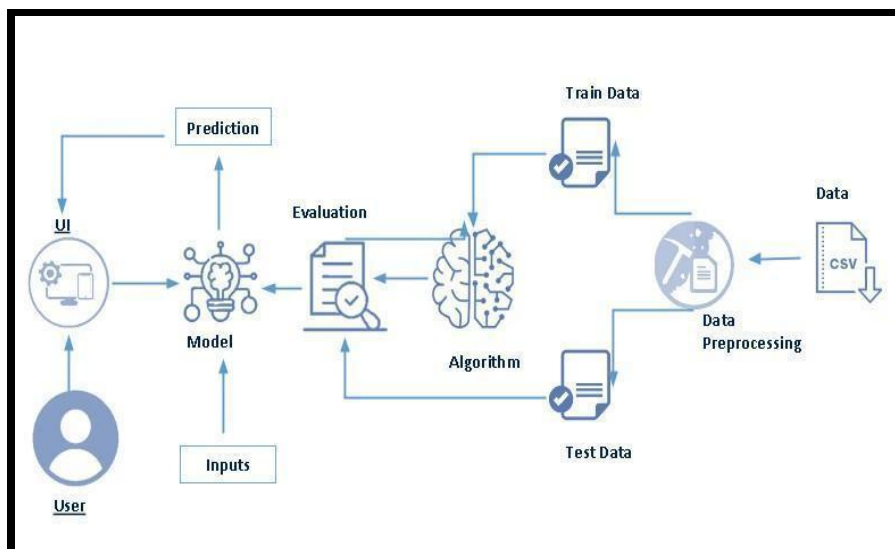 Train Data
Prediction
Data
Evaluation
UI
CSV
Model
Data
Preprocessing
Algorithm
Inputs
Test Data
User